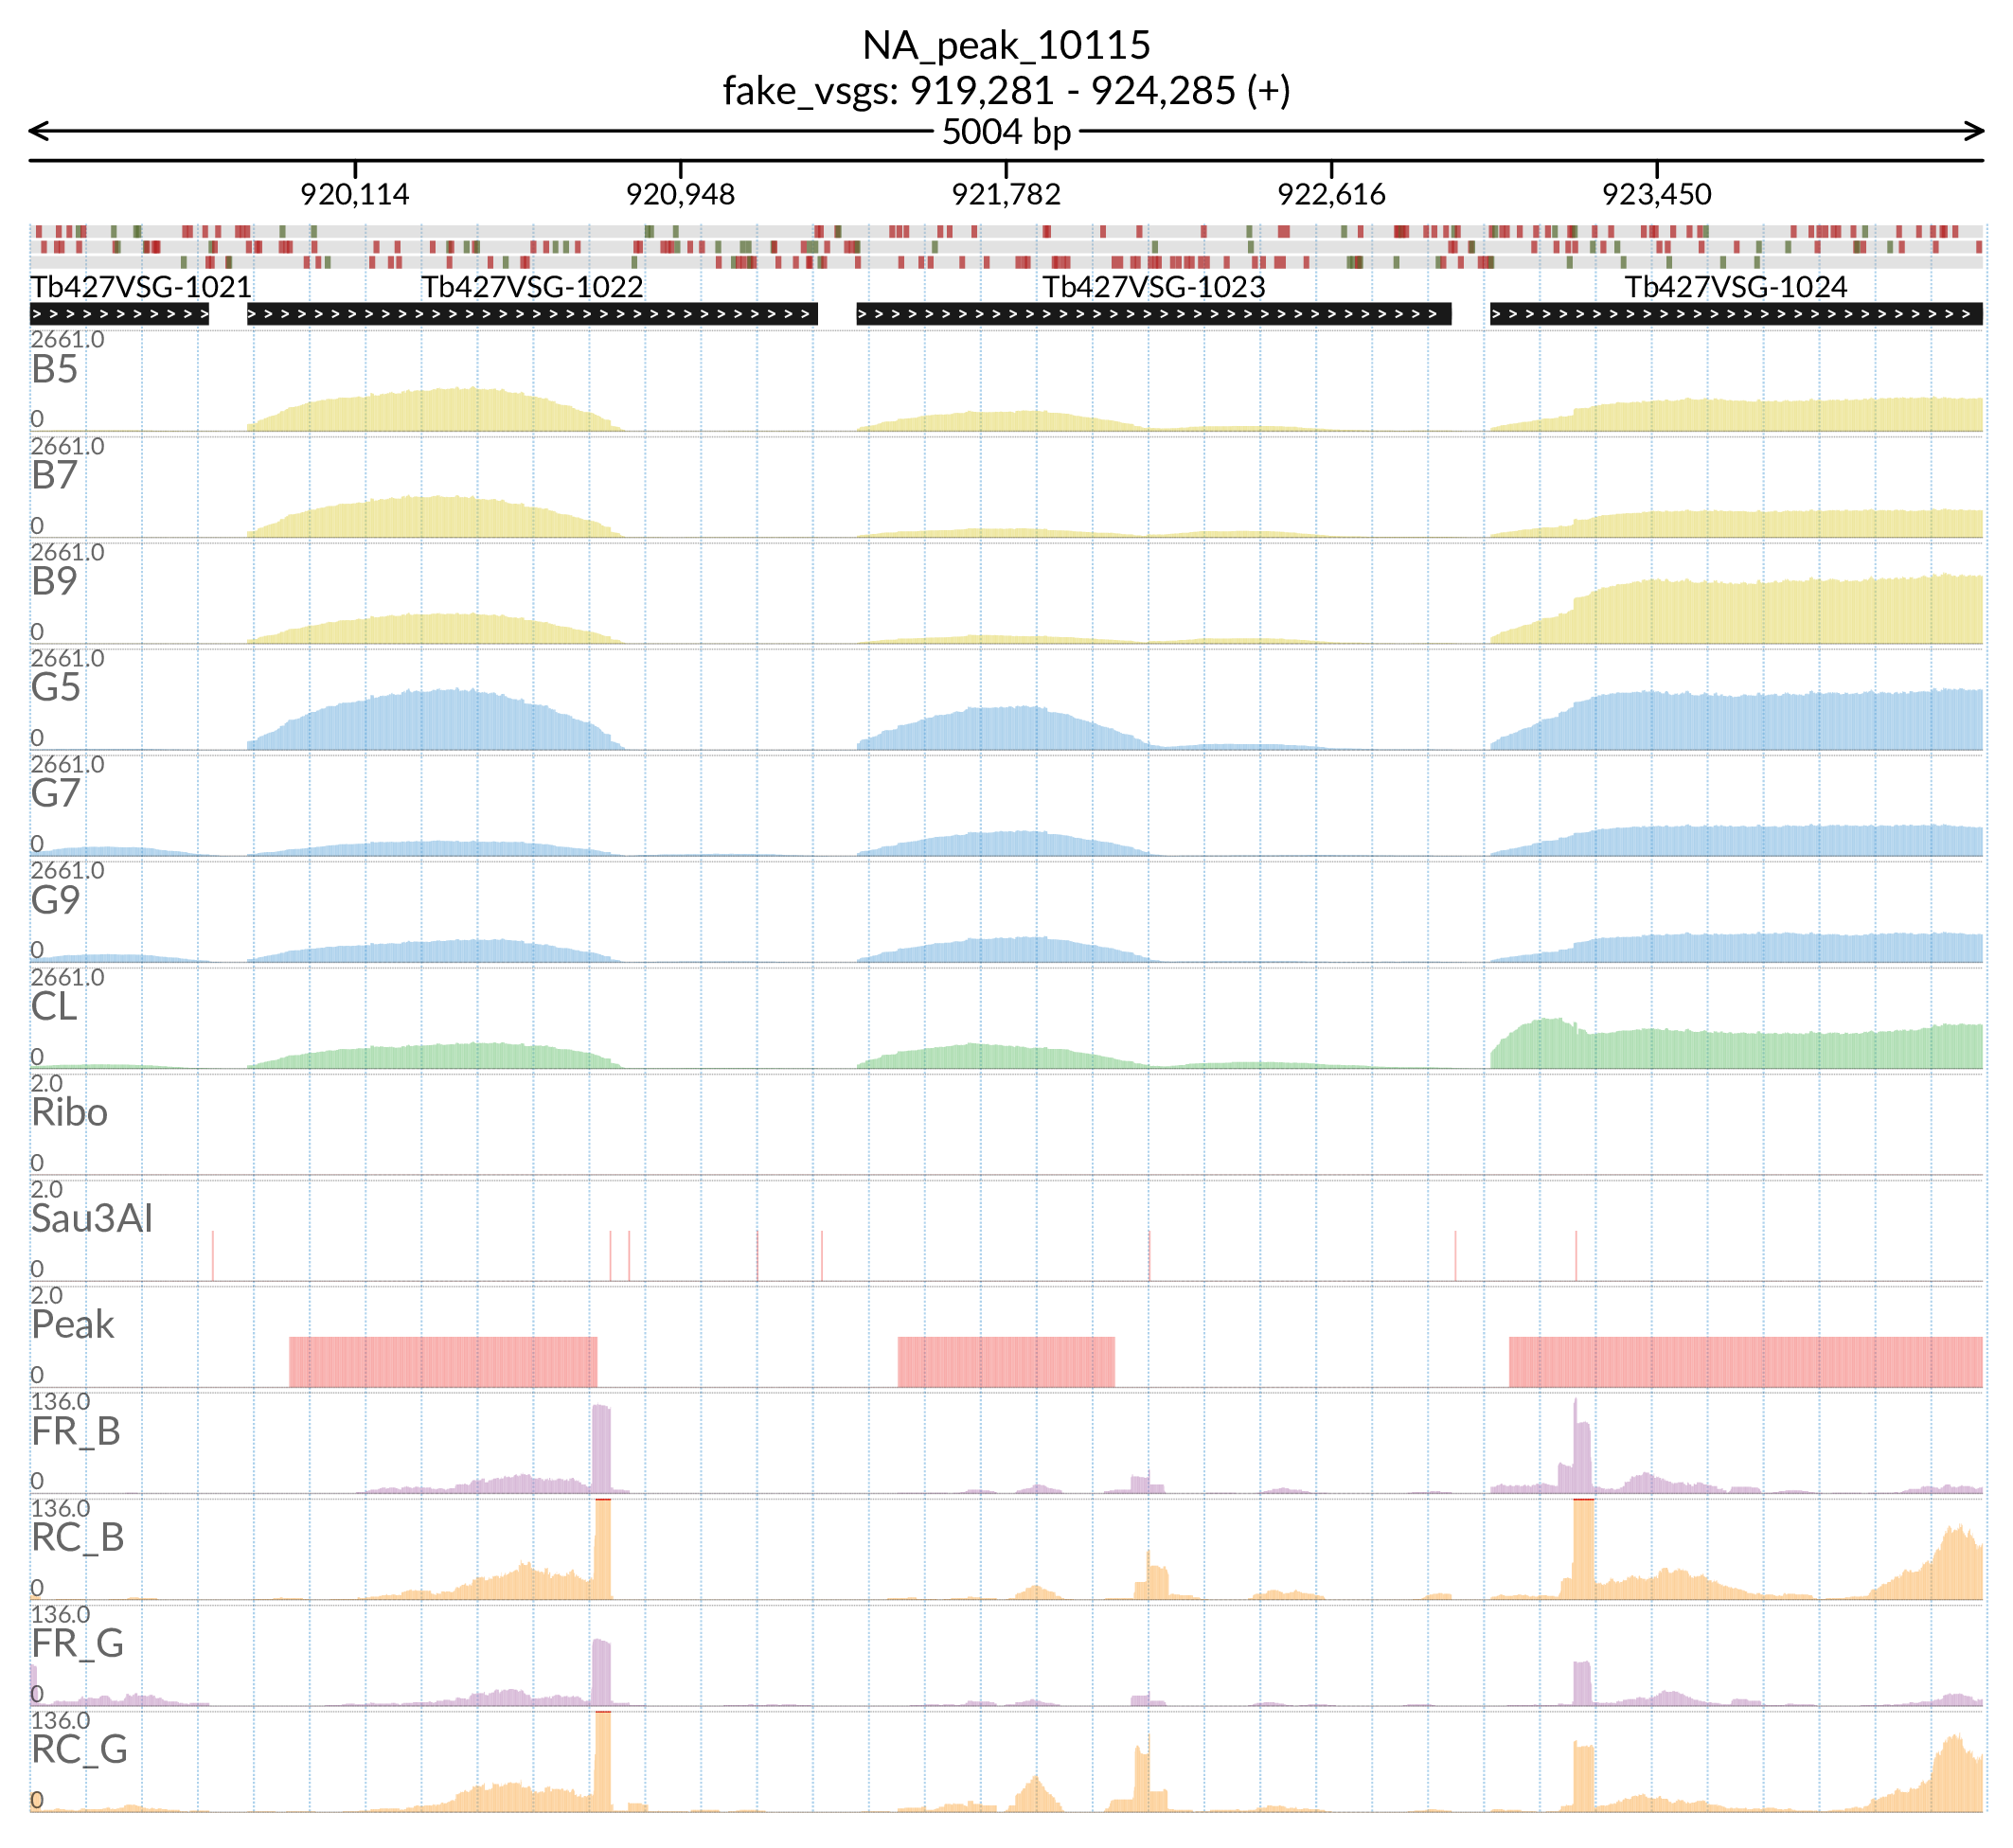 NA_peak_10115
fake_vsgs: 919,281 - 924,285 (+)
5004 bp
920,114 920,948 921,782 922,616 923,450
Tb427VSG-1021 Tb427VSG-1022 Tb427VSG-1023 Tb427VSG-1024
2661.0
B5
0
2661.0
B7
0
2661.0
B9
0
2661.0
G5
0
2661.0
G7
0
2661.0
G9
0
2661.0
CL
0
2.0
Ribo
0
2.0
Sau3AI
0
2.0
Peak
0
136.0
FR_B
0
136.0
RC_B
0
136.0
FR_G
0
136.0
RC_G
0